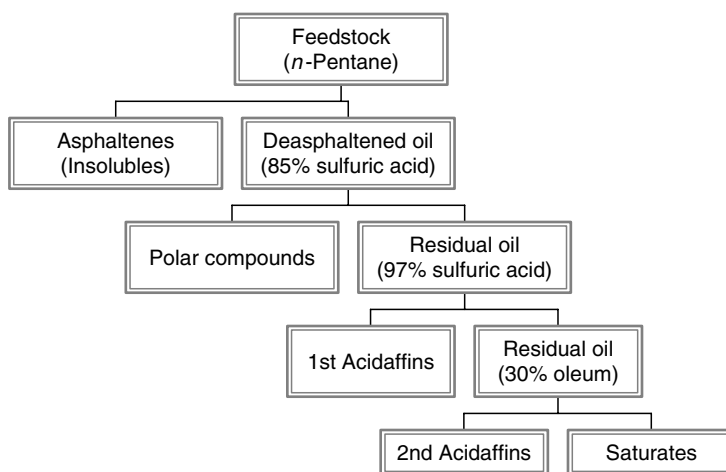 Feedstock
(n-Pentane)
Asphaltenes
(Insolubles)
Deasphaltened oil
(85% sulfuric acid)
Polar compounds
Residual oil
(97% sulfuric acid)
1st Acidaffins
Residual oil
(30% oleum)
2nd Acidaffins
Saturates